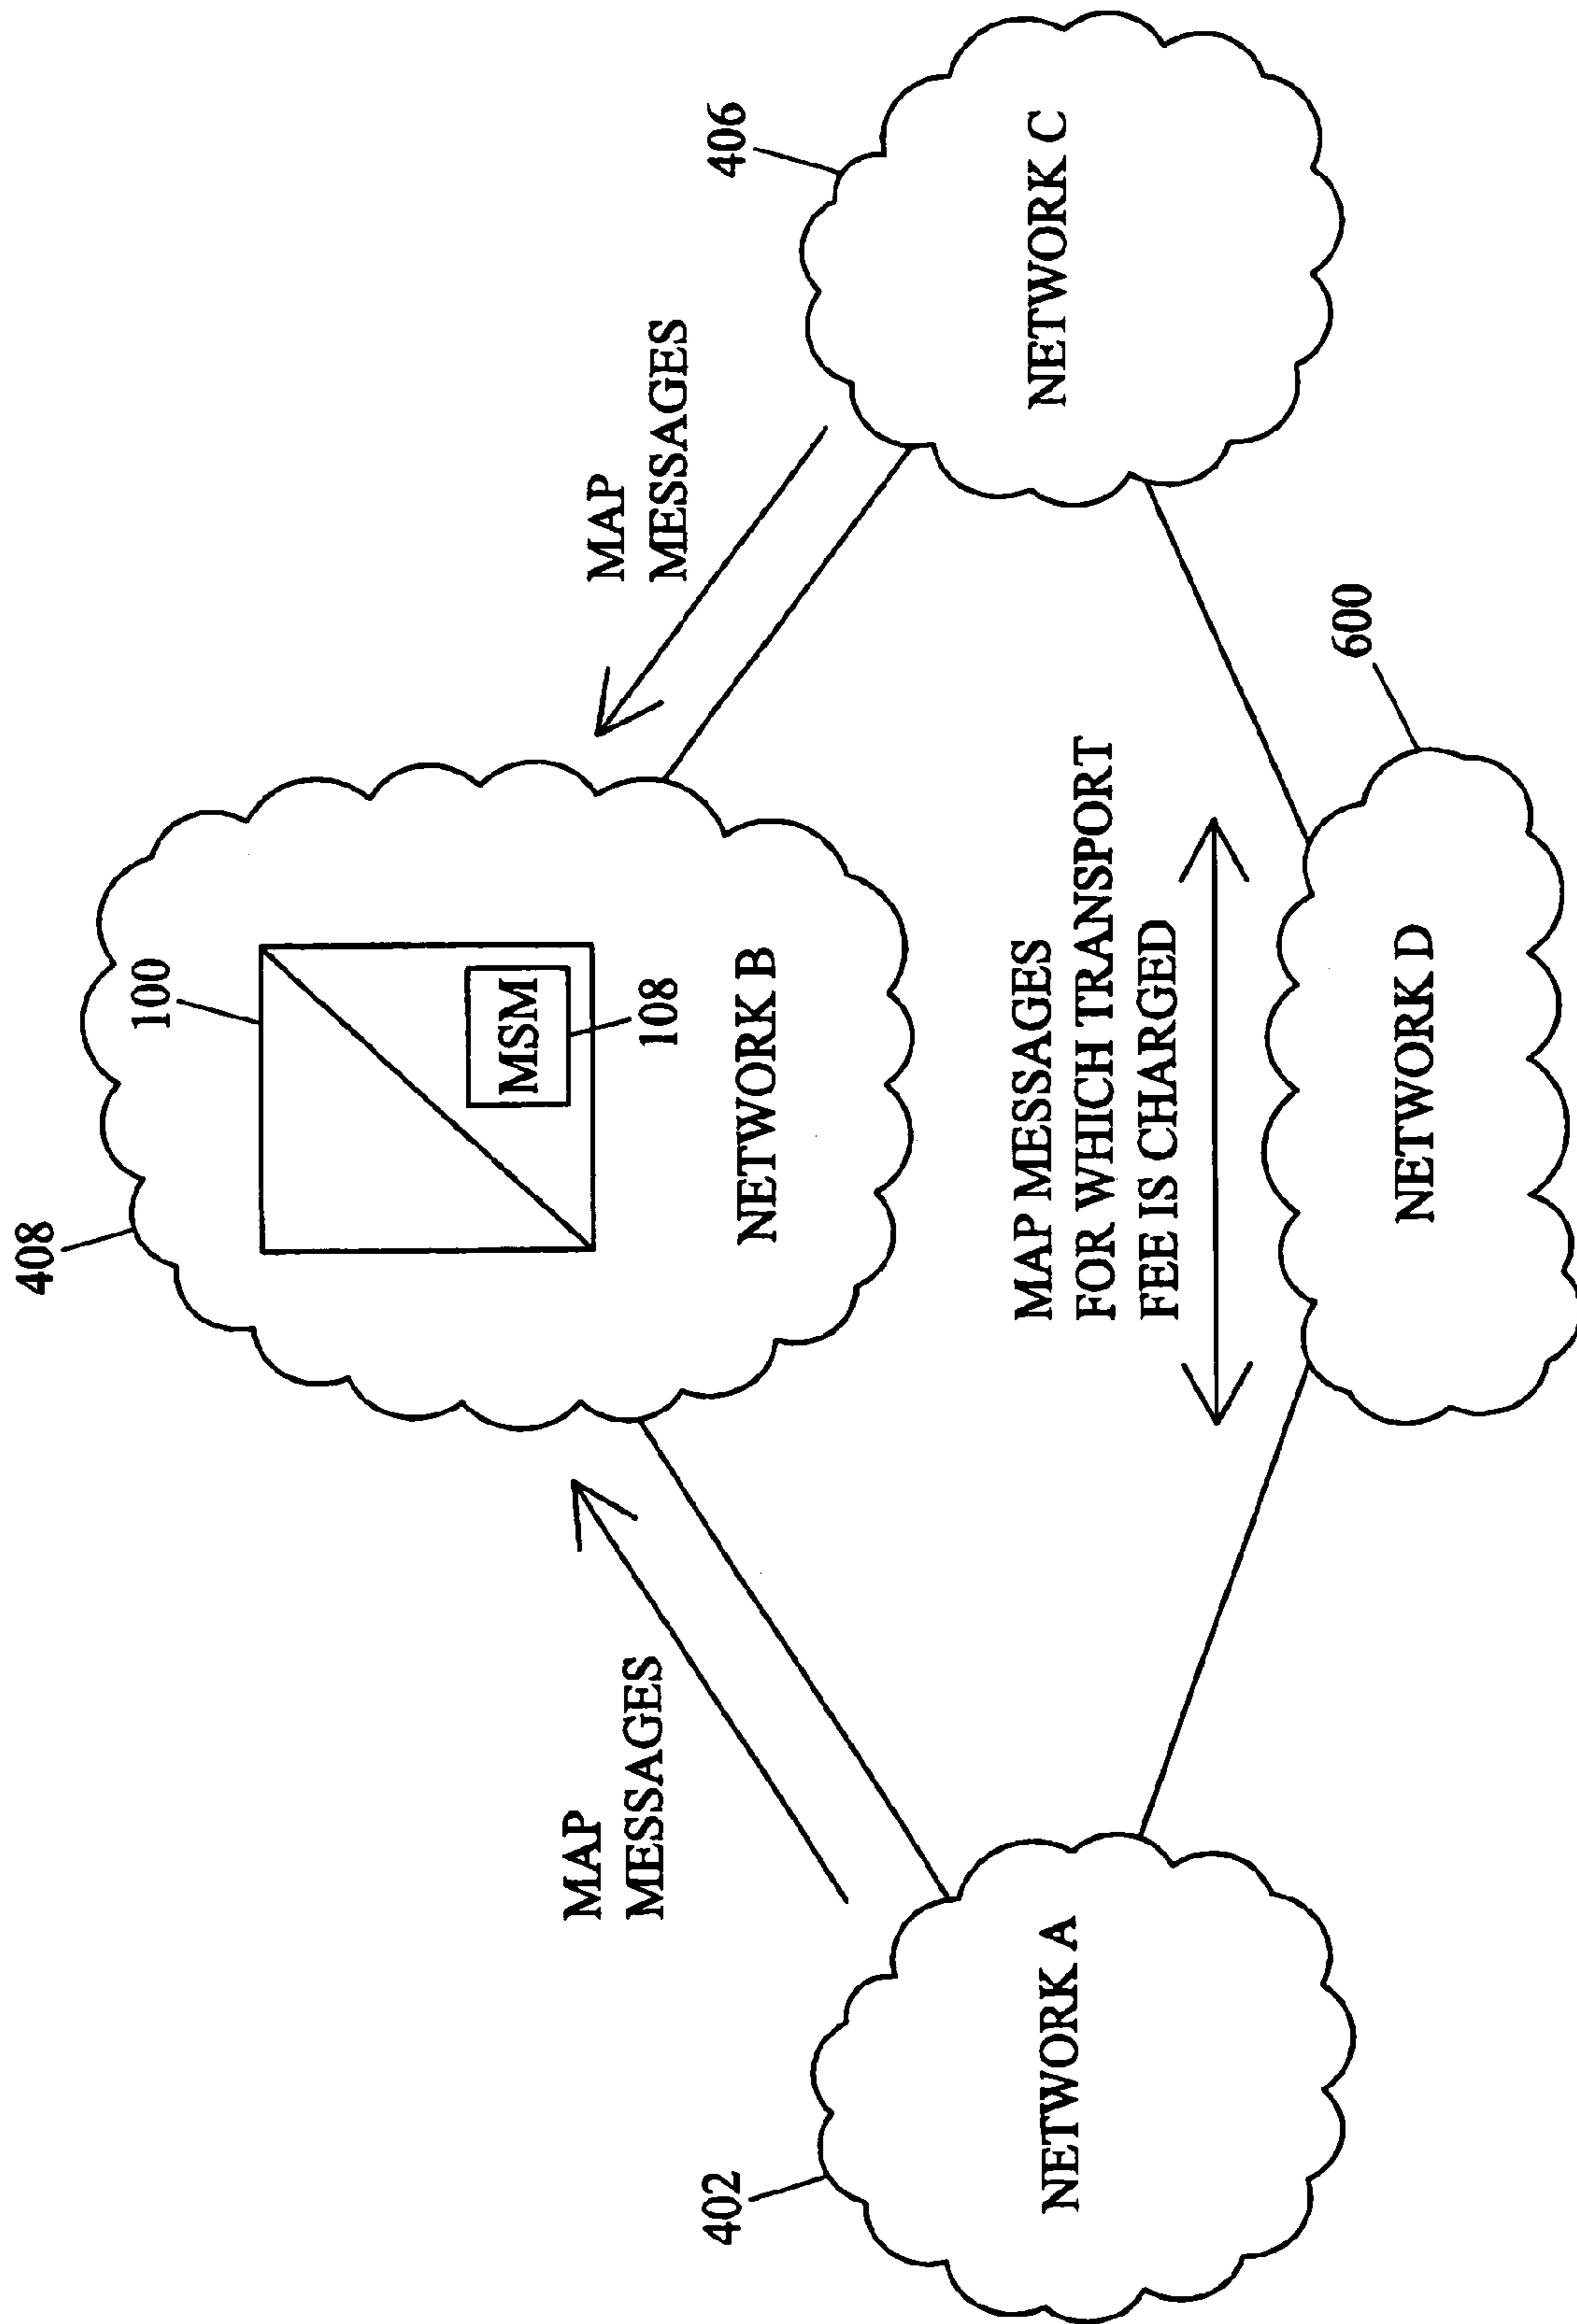 408
100
MSM
108
NETWORK B
MAP
MESSAGES
MAP
MESSAGES
406
NETWORK C
402
NETWORK A
MAP MESSAGES
FOR WHICH TRANSPORT
FEE IS CHARGED
600
NETWORK D